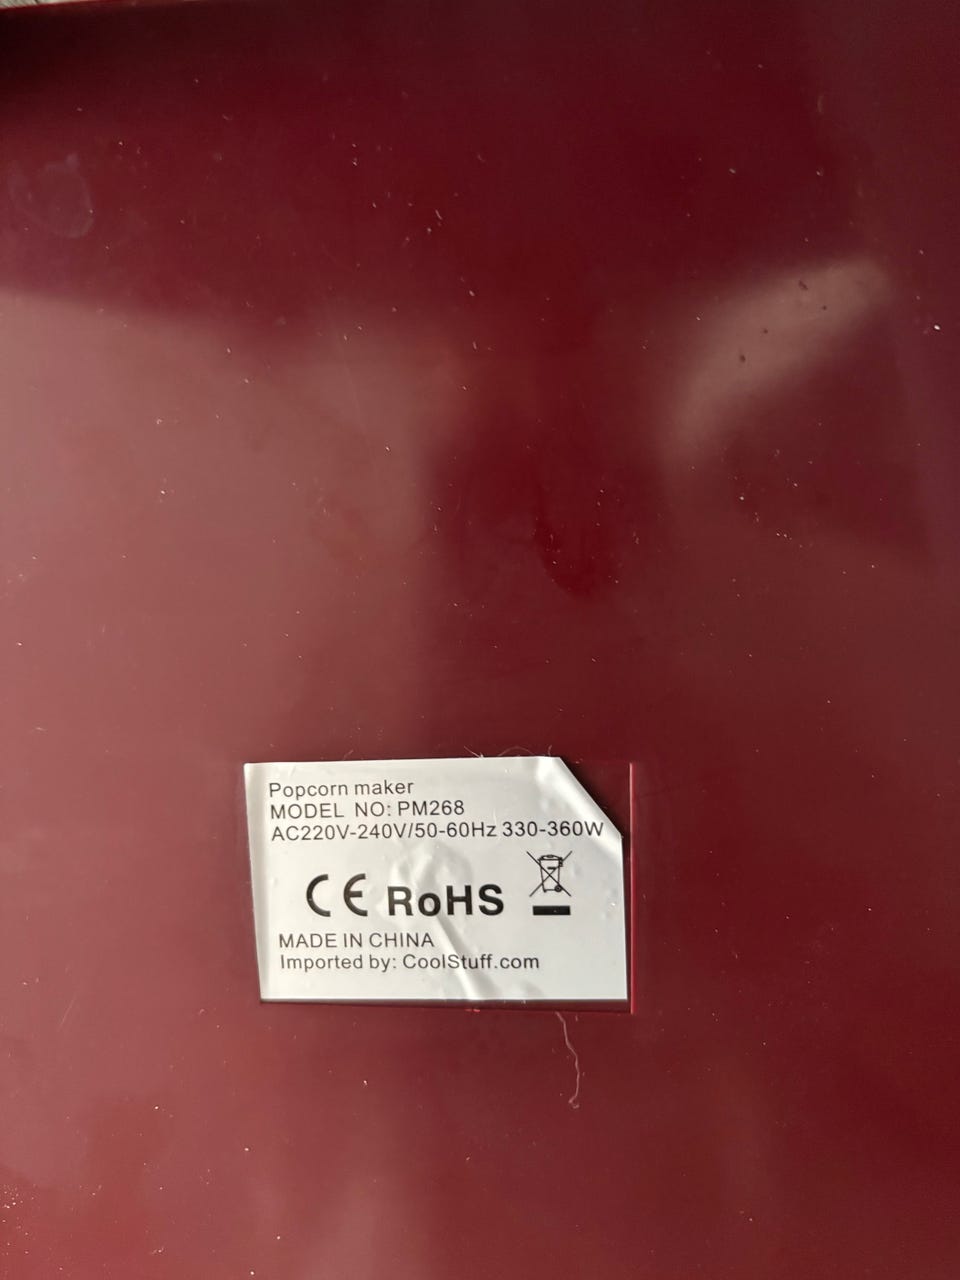 Popcorn maker
MODEL NO: PM268
AC220V-240V/50-60Hz 330-360W
CE RoHS
MADE IN CHINA
Imported by: CoolStuff.com